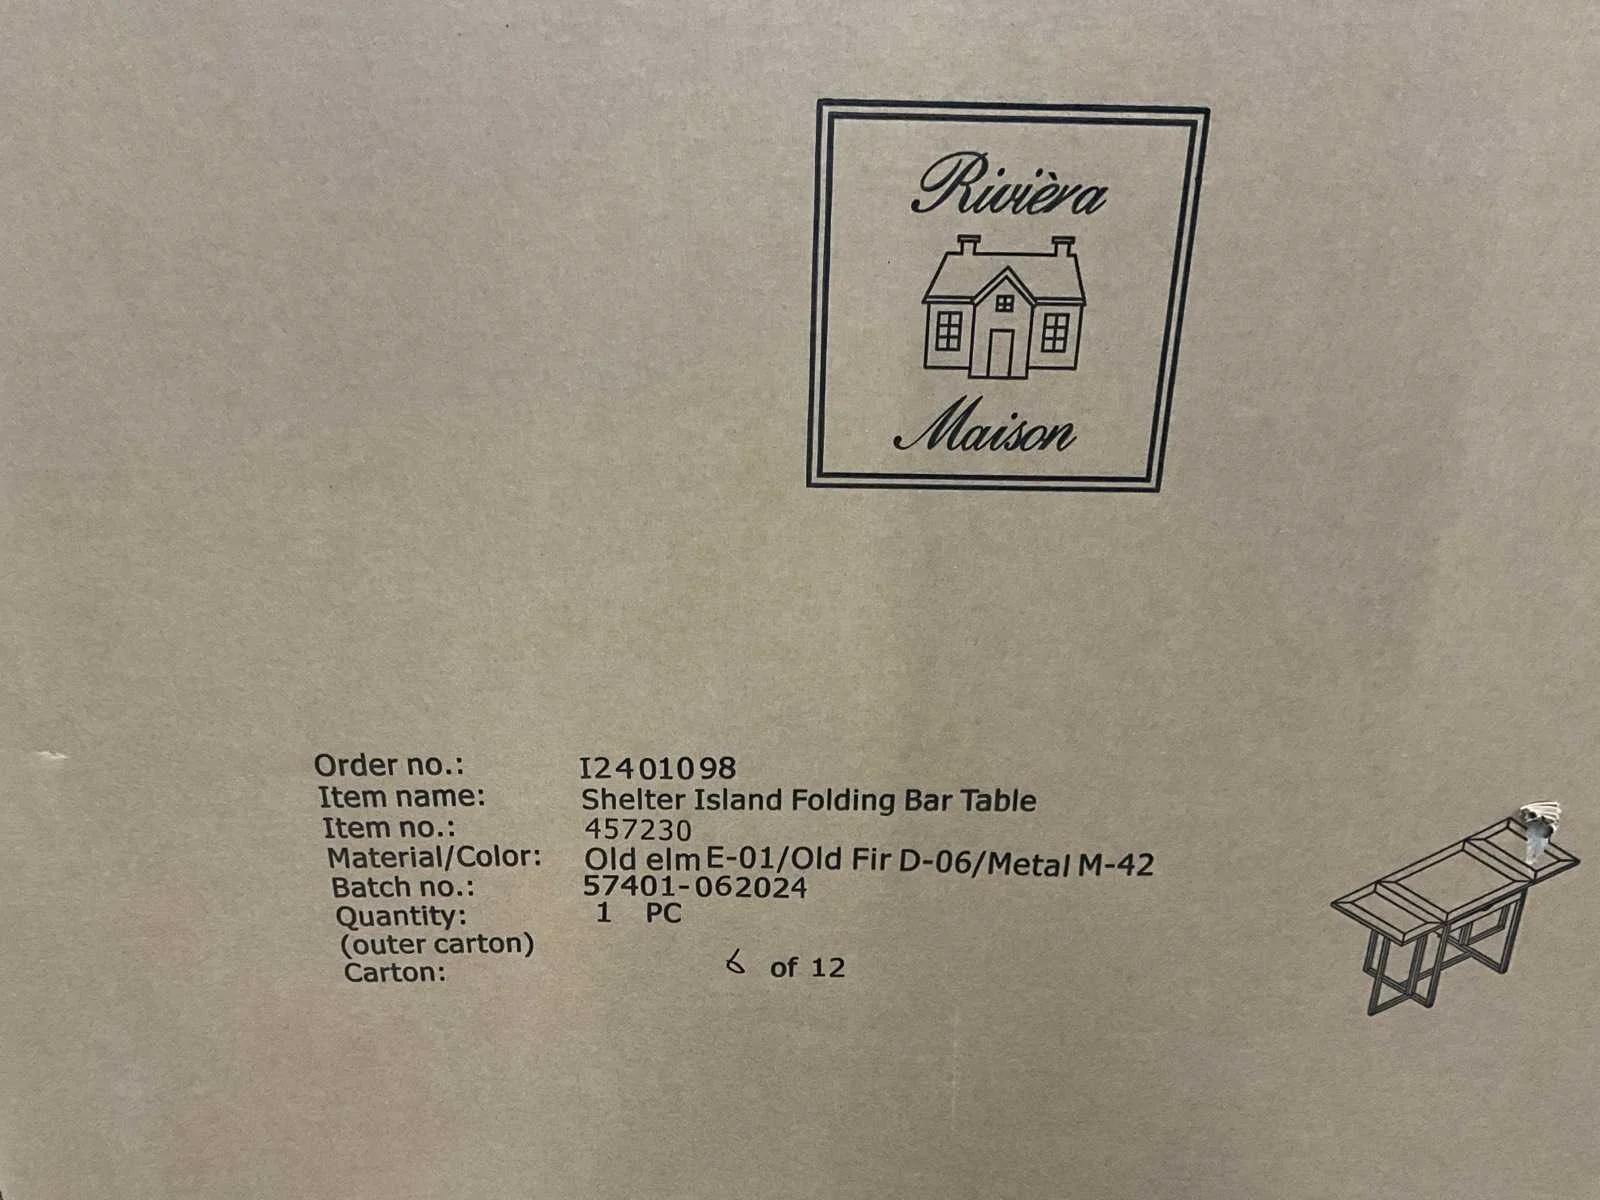 Rivièra
Maison
Order no.: I2401098
Item name: Shelter Island Folding Bar Table
Item no.: 457230
Material/Color: Old elm E-01/Old Fir D-06/Metal M-42
Batch no.: 57401-062024
Quantity: 1 PC
(outer carton)
Carton: 6 of 12